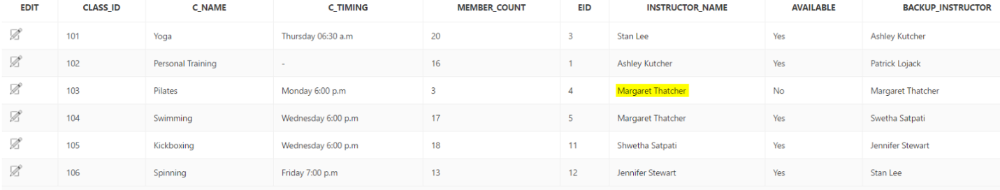 EDIT CLASS_ID C_NAME C_TIMING MEMBER_COUNT EID INSTRUCTOR_NAME AVAILABLE BACKUP_INSTRUCTOR
101 Yoga Thursday 06:30 a.m 20 3 Stan Lee Yes Ashley Kutcher
102 Personal Training - 16 1 Ashley Kutcher Yes Patrick Lojack
103 Pilates Monday 6:00 p.m 3 4 Margaret Thatcher No Margaret Thatcher
104 Swimming Wednesday 6:00 p.m 17 5 Margaret Thatcher Yes Swetha Satpati
105 Kickboxing Wednesday 6:00 p.m 18 11 Shwetha Satpati Yes Jennifer Stewart
106 Spinning Friday 7:00 p.m 13 12 Jennifer Stewart Yes Stan Lee